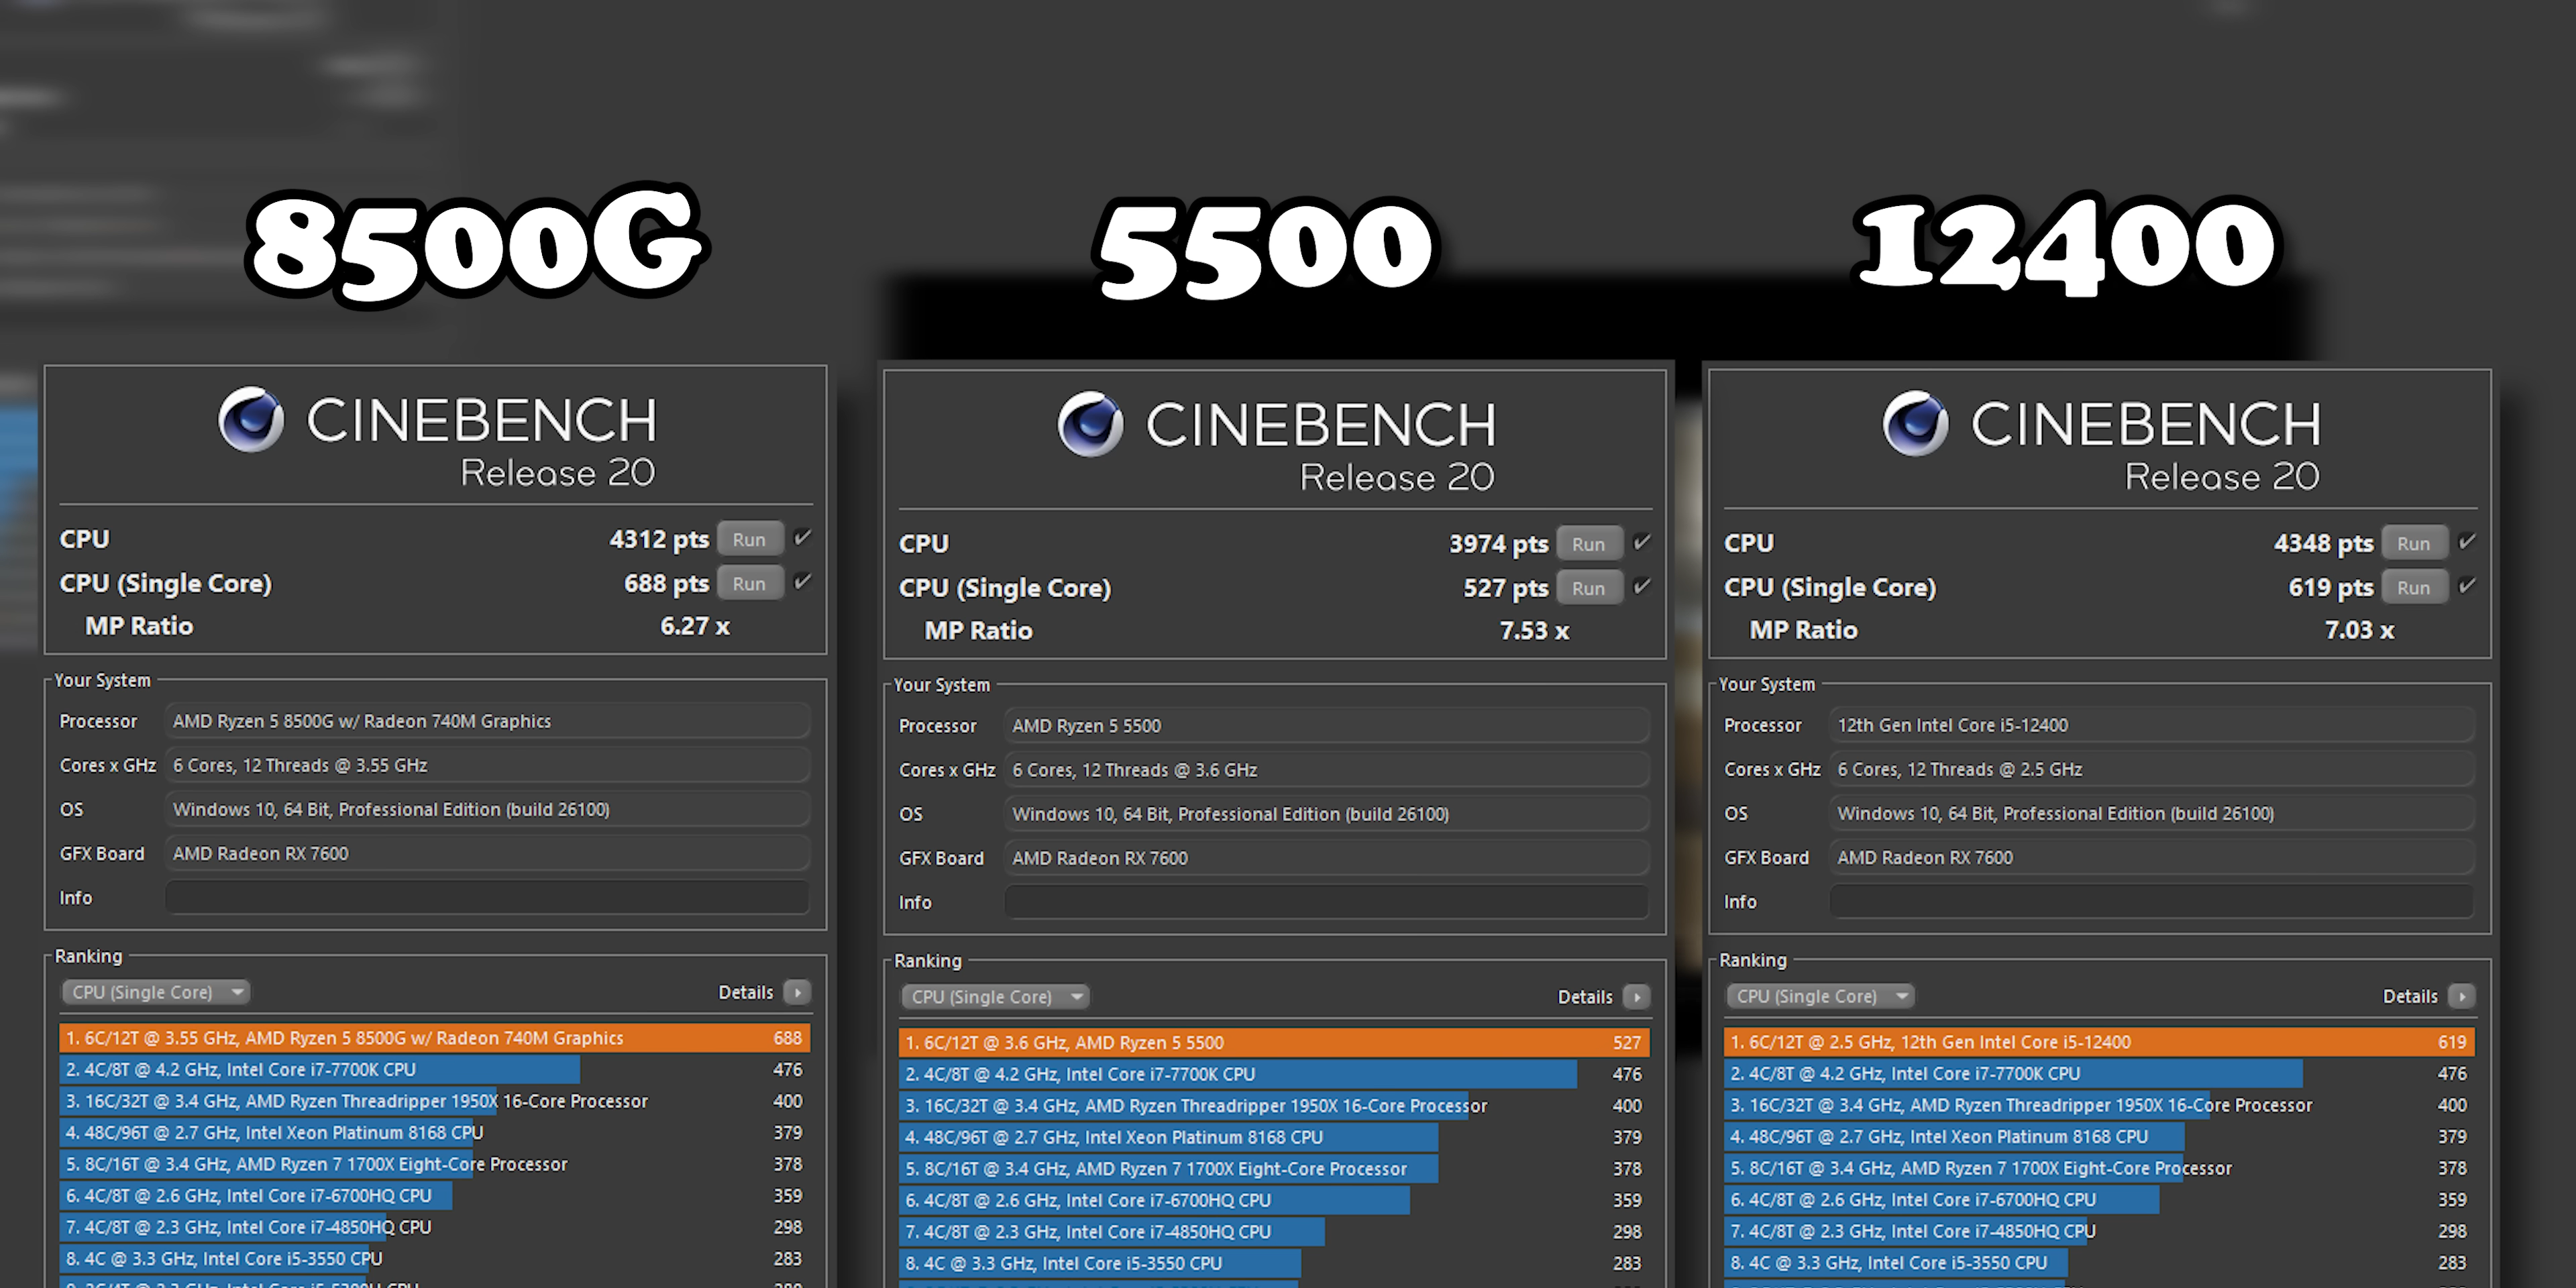 8500G
5500
12400
CINEBENCH
Release 20
CPU 4312 pts Run
CPU (Single Core) 688 pts Run
MP Ratio 6.27 x
Your System
Processor AMD Ryzen 5 8500G w/ Radeon 740M Graphics
Cores x GHz 6 Cores, 12 Threads @ 3.55 GHz
OS Windows 10, 64 Bit, Professional Edition (build 26100)
GFX Board AMD Radeon RX 7600
Info
Ranking
CPU (Single Core) Details
1. 6C/12T @ 3.55 GHz, AMD Ryzen 5 8500G w/ Radeon 740M Graphics 688
2. 4C/8T @ 4.2 GHz, Intel Core i7-7700K CPU 476
3. 16C/32T @ 3.4 GHz, AMD Ryzen Threadripper 1950X 16-Core Processor 400
4. 48C/96T @ 2.7 GHz, Intel Xeon Platinum 8168 CPU 379
5. 8C/16T @ 3.4 GHz, AMD Ryzen 7 1700X Eight-Core Processor 378
6. 4C/8T @ 2.6 GHz, Intel Core i7-6700HQ CPU 359
7. 4C/8T @ 2.3 GHz, Intel Core i7-4850HQ CPU 298
8. 4C @ 3.3 GHz, Intel Core i5-3550 CPU 283
CINEBENCH
Release 20
CPU 3974 pts Run
CPU (Single Core) 527 pts Run
MP Ratio 7.53 x
Your System
Processor AMD Ryzen 5 5500
Cores x GHz 6 Cores, 12 Threads @ 3.6 GHz
OS Windows 10, 64 Bit, Professional Edition (build 26100)
GFX Board AMD Radeon RX 7600
Info
Ranking
CPU (Single Core) Details
1. 6C/12T @ 3.6 GHz, AMD Ryzen 5 5500 527
2. 4C/8T @ 4.2 GHz, Intel Core i7-7700K CPU 476
3. 16C/32T @ 3.4 GHz, AMD Ryzen Threadripper 1950X 16-Core Processor 400
4. 48C/96T @ 2.7 GHz, Intel Xeon Platinum 8168 CPU 379
5. 8C/16T @ 3.4 GHz, AMD Ryzen 7 1700X Eight-Core Processor 378
6. 4C/8T @ 2.6 GHz, Intel Core i7-6700HQ CPU 359
7. 4C/8T @ 2.3 GHz, Intel Core i7-4850HQ CPU 298
8. 4C @ 3.3 GHz, Intel Core i5-3550 CPU 283
CINEBENCH
Release 20
CPU 4348 pts Run
CPU (Single Core) 619 pts Run
MP Ratio 7.03 x
Your System
Processor 12th Gen Intel Core i5-12400
Cores x GHz 6 Cores, 12 Threads @ 2.5 GHz
OS Windows 10, 64 Bit, Professional Edition (build 26100)
GFX Board AMD Radeon RX 7600
Info
Ranking
CPU (Single Core) Details
1. 6C/12T @ 2.5 GHz, 12th Gen Intel Core i5-12400 619
2. 4C/8T @ 4.2 GHz, Intel Core i7-7700K CPU 476
3. 16C/32T @ 3.4 GHz, AMD Ryzen Threadripper 1950X 16-Core Processor 400
4. 48C/96T @ 2.7 GHz, Intel Xeon Platinum 8168 CPU 379
5. 8C/16T @ 3.4 GHz, AMD Ryzen 7 1700X Eight-Core Processor 378
6. 4C/8T @ 2.6 GHz, Intel Core i7-6700HQ CPU 359
7. 4C/8T @ 2.3 GHz, Intel Core i7-4850HQ CPU 298
8. 4C @ 3.3 GHz, Intel Core i5-3550 CPU 283